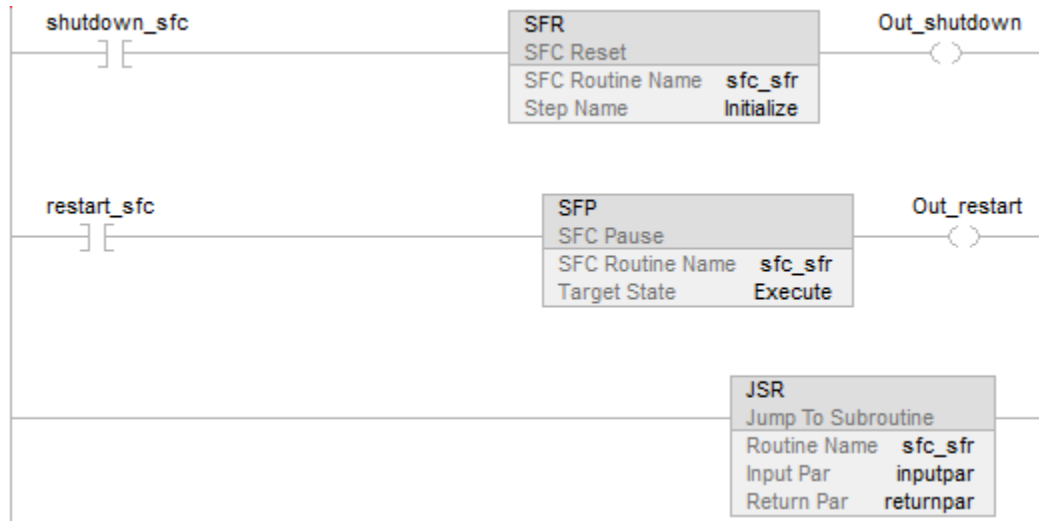 shutdown_sfc
SFR
Out_shutdown
SFC Reset
SFC Routine Name sfc_sfr
Step Name Initialize
restart_sfc
SFP
Out_restart
SFC Pause
SFC Routine Name sfc_sfr
Target State Execute
JSR
Jump To Subroutine
Routine Name sfc_sfr
Input Par inputpar
Return Par returnpar